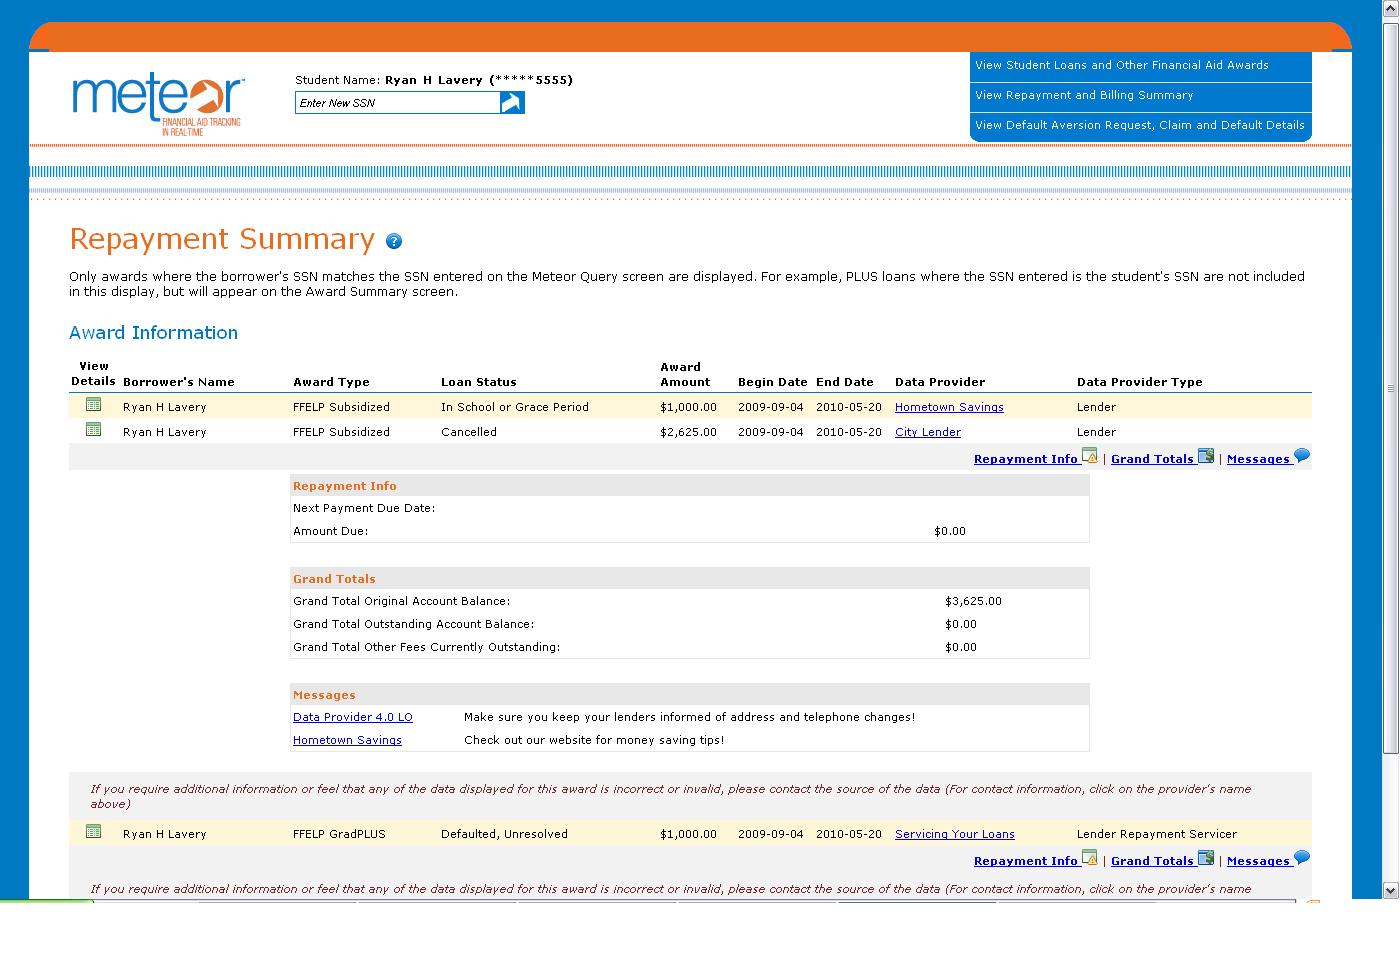 meteor
FINANCIAL AID TRACKING
IN REAL-TIME
Student Name: Ryan H Lavery (*****5555)
Enter New SSN
View Student Loans and Other Financial Aid Awards
View Repayment and Billing Summary
View Default Aversion Request, Claim and Default Details
Repayment Summary ?
Only awards where the borrower's SSN matches the SSN entered on the Meteor Query screen are displayed. For example, PLUS loans where the SSN entered is the student's SSN are not included
in this display, but will appear on the Award Summary screen.
Award Information
View Details Borrower's Name Award Type Loan Status Award Amount Begin Date End Date Data Provider Data Provider Type
Ryan H Lavery FFELP Subsidized In School or Grace Period $1,000.00 2009-09-04 2010-05-20 Hometown Savings Lender
Ryan H Lavery FFELP Subsidized Cancelled $2,625.00 2009-09-04 2010-05-20 City Lender Lender
Repayment Info | Grand Totals | Messages
Repayment Info
Next Payment Due Date:
Amount Due: $0.00
Grand Totals
Grand Total Original Account Balance: $3,625.00
Grand Total Outstanding Account Balance: $0.00
Grand Total Other Fees Currently Outstanding: $0.00
Messages
Data Provider 4.0 LO Make sure you keep your lenders informed of address and telephone changes!
Hometown Savings Check out our website for money saving tips!
If you require additional information or feel that any of the data displayed for this award is incorrect or invalid, please contact the source of the data (For contact information, click on the provider's name
above)
Ryan H Lavery FFELP GradPLUS Defaulted, Unresolved $1,000.00 2009-09-04 2010-05-20 Servicing Your Loans Lender Repayment Servicer
Repayment Info | Grand Totals | Messages
If you require additional information or feel that any of the data displayed for this award is incorrect or invalid, please contact the source of the data (For contact information, click on the provider's name